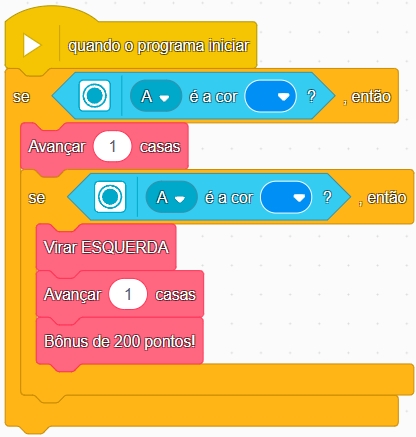 quando o programa iniciar
se A é a cor ? , então
Avançar 1 casas
se A é a cor ? , então
Virar ESQUERDA
Avançar 1 casas
Bônus de 200 pontos!